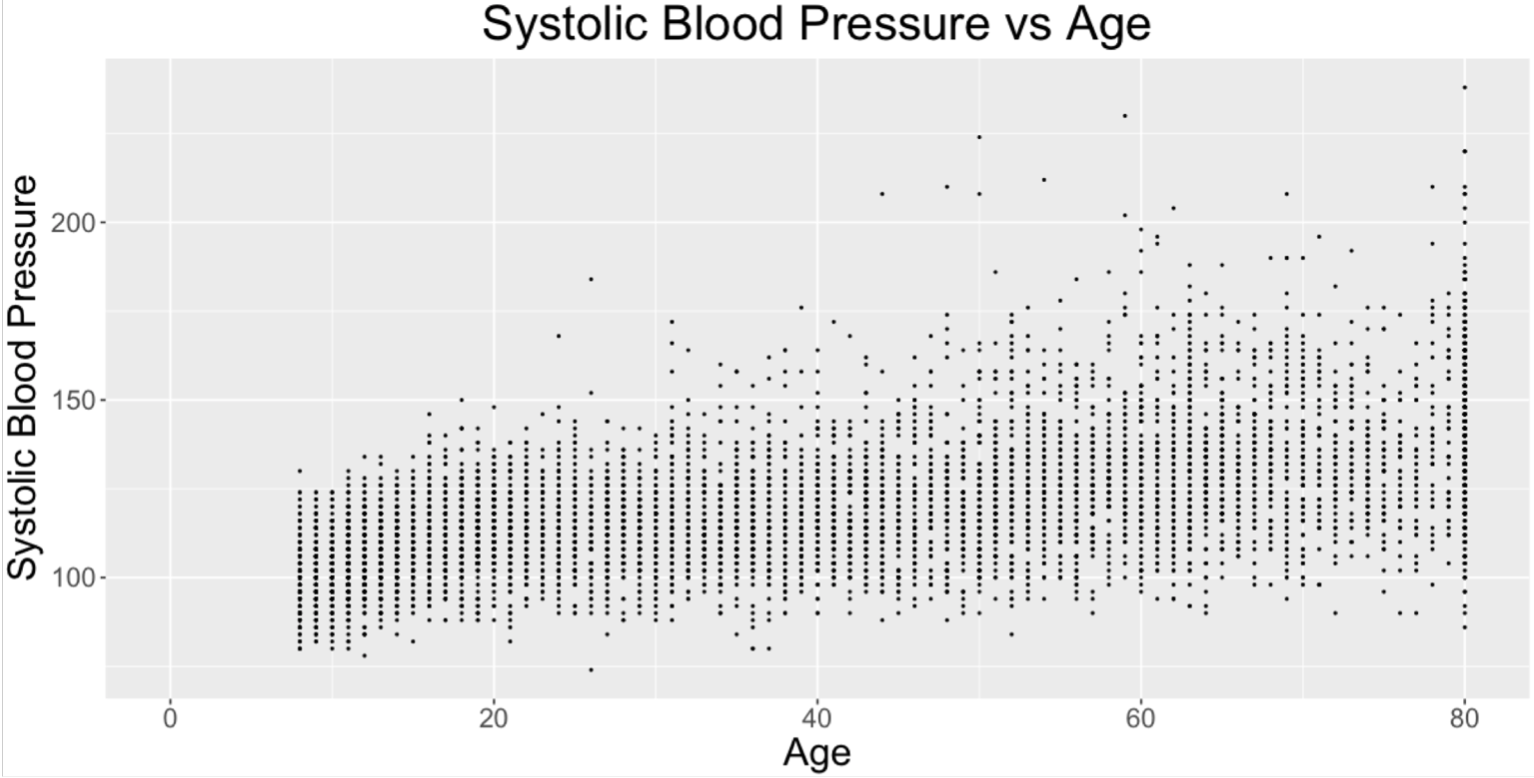 Systolic Blood Pressure vs Age
Systolic Blood Pressure
200
150
100
0 20 40 60 80
Age